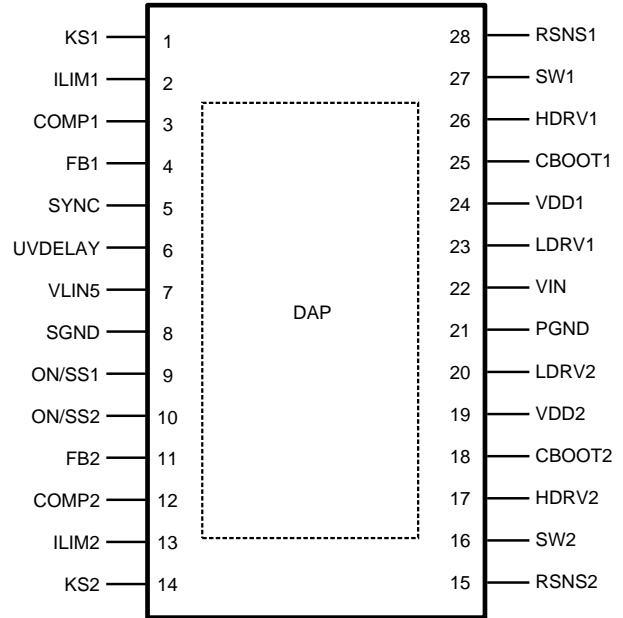 KS1 1 28 RSNS1
ILIM1 2 27 SW1
COMP1 3 26 HDRV1
FB1 4 25 CBOOT1
SYNC 5 24 VDD1
UVDELAY 6 23 LDRV1
VLIN5 7 22 VIN
DAP
SGND 8 21 PGND
ON/SS1 9 20 LDRV2
ON/SS2 10 19 VDD2
FB2 11 18 CBOOT2
COMP2 12 17 HDRV2
ILIM2 13 16 SW2
KS2 14 15 RSNS2